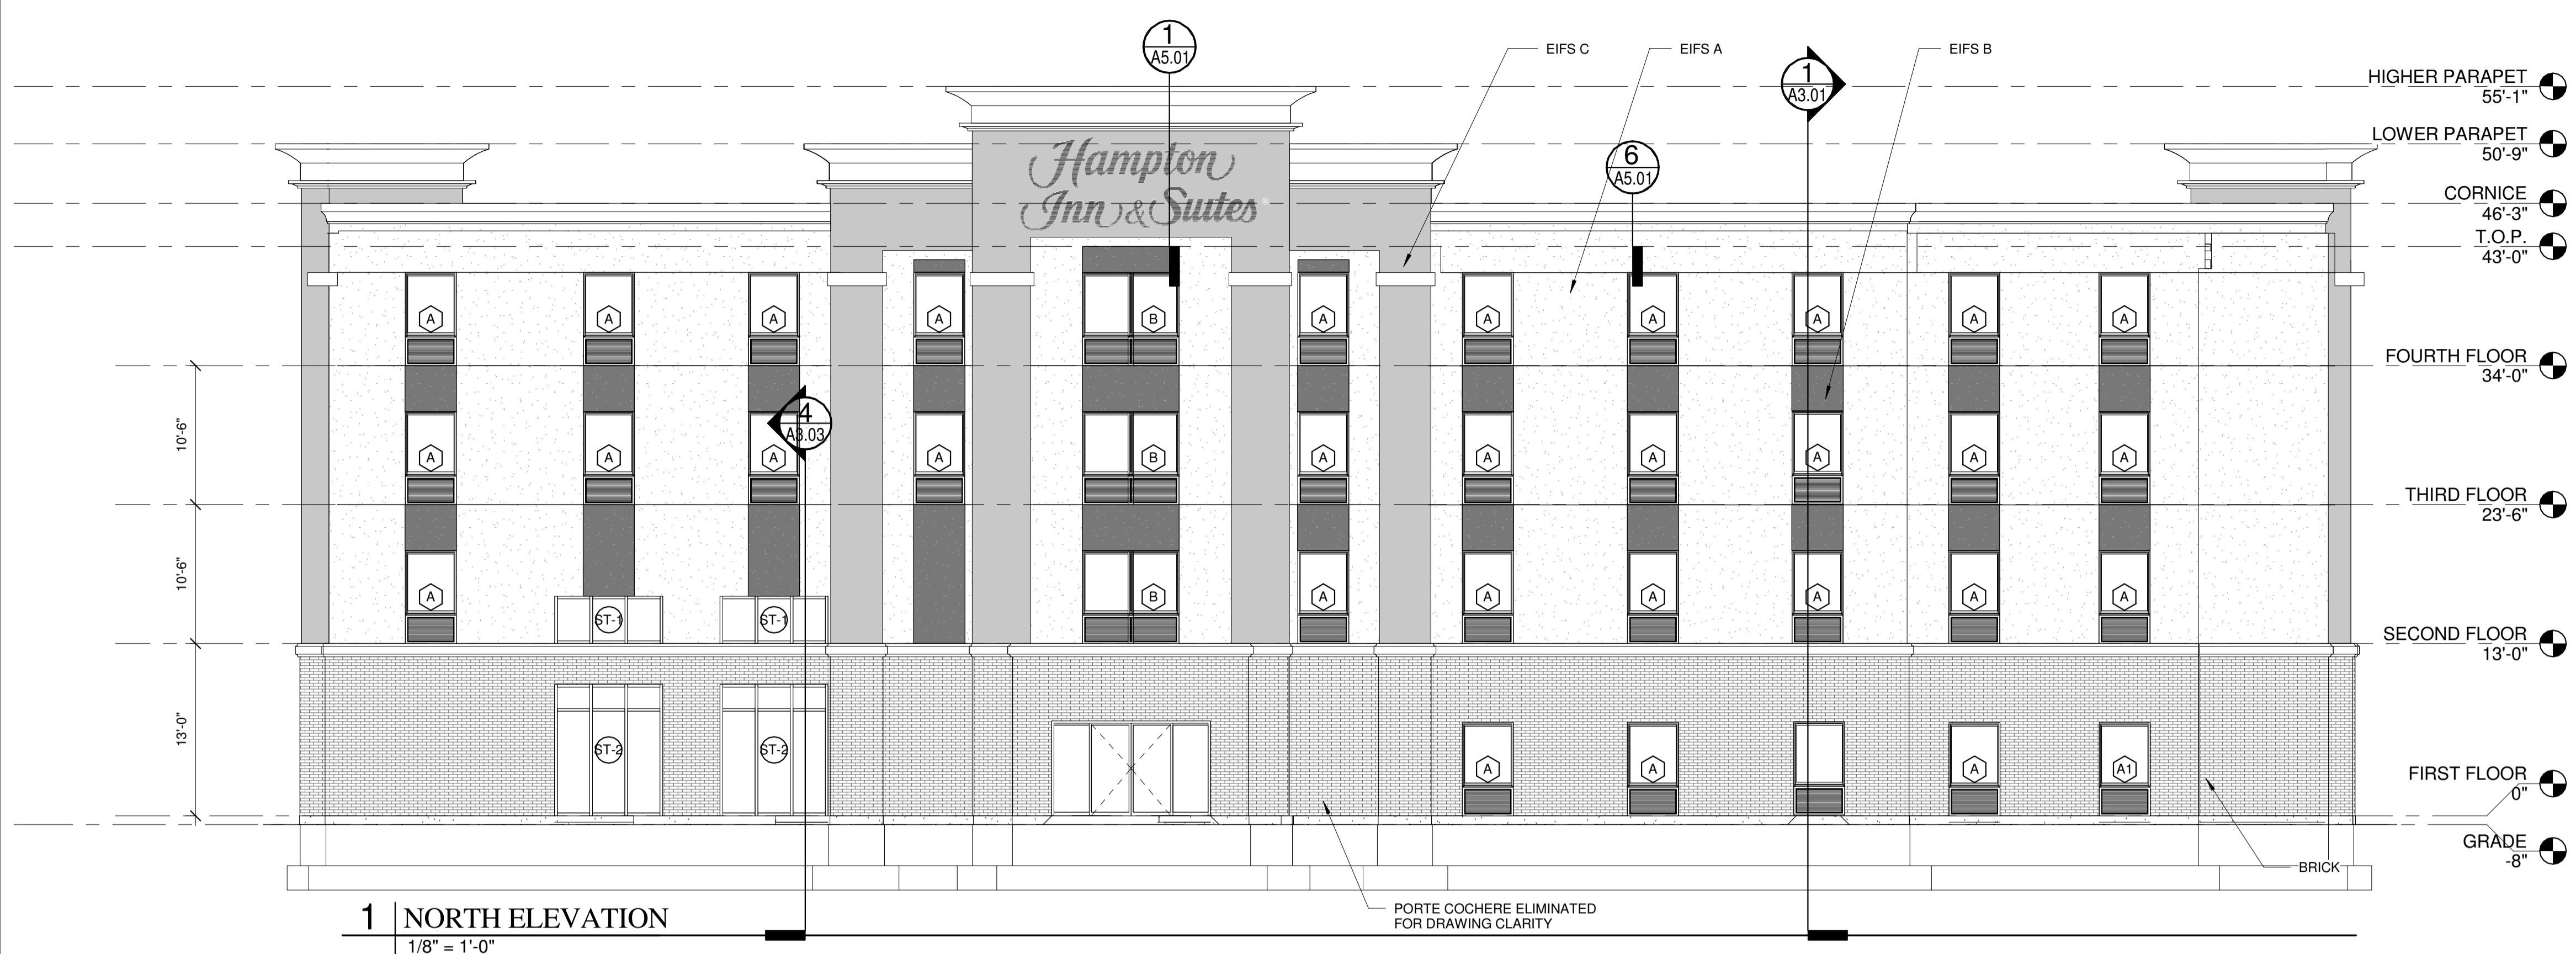 1
A5.01
EIFS C
EIFS A
EIFS B
1
A3.01
HIGHER PARAPET
55'-1"
LOWER PARAPET
50'-9"
Hampton
Inn & Suites®
6
A5.01
CORNICE
46'-3"
T.O.P.
43'-0"
A A A A B A A A A A A
FOURTH FLOOR
34'-0"
4
A3.03
10'-6"
A A A A B A A A A A A
THIRD FLOOR
23'-6"
10'-6"
A B A A A A A A
ST-1 ST-1
SECOND FLOOR
13'-0"
13'-0"
ST-2 ST-2
A A A A1
FIRST FLOOR
0"
GRADE
-8"
BRICK
PORTE COCHERE ELIMINATED
FOR DRAWING CLARITY
1 NORTH ELEVATION
1/8" = 1'-0"